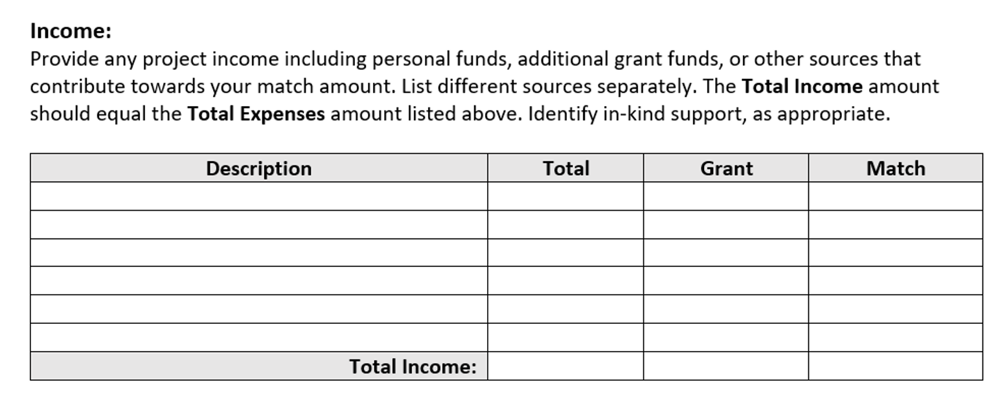 Income:
Provide any project income including personal funds, additional grant funds, or other sources that
contribute towards your match amount. List different sources separately. The Total Income amount
should equal the Total Expenses amount listed above. Identify in-kind support, as appropriate.
Description Total Grant Match
Total Income: